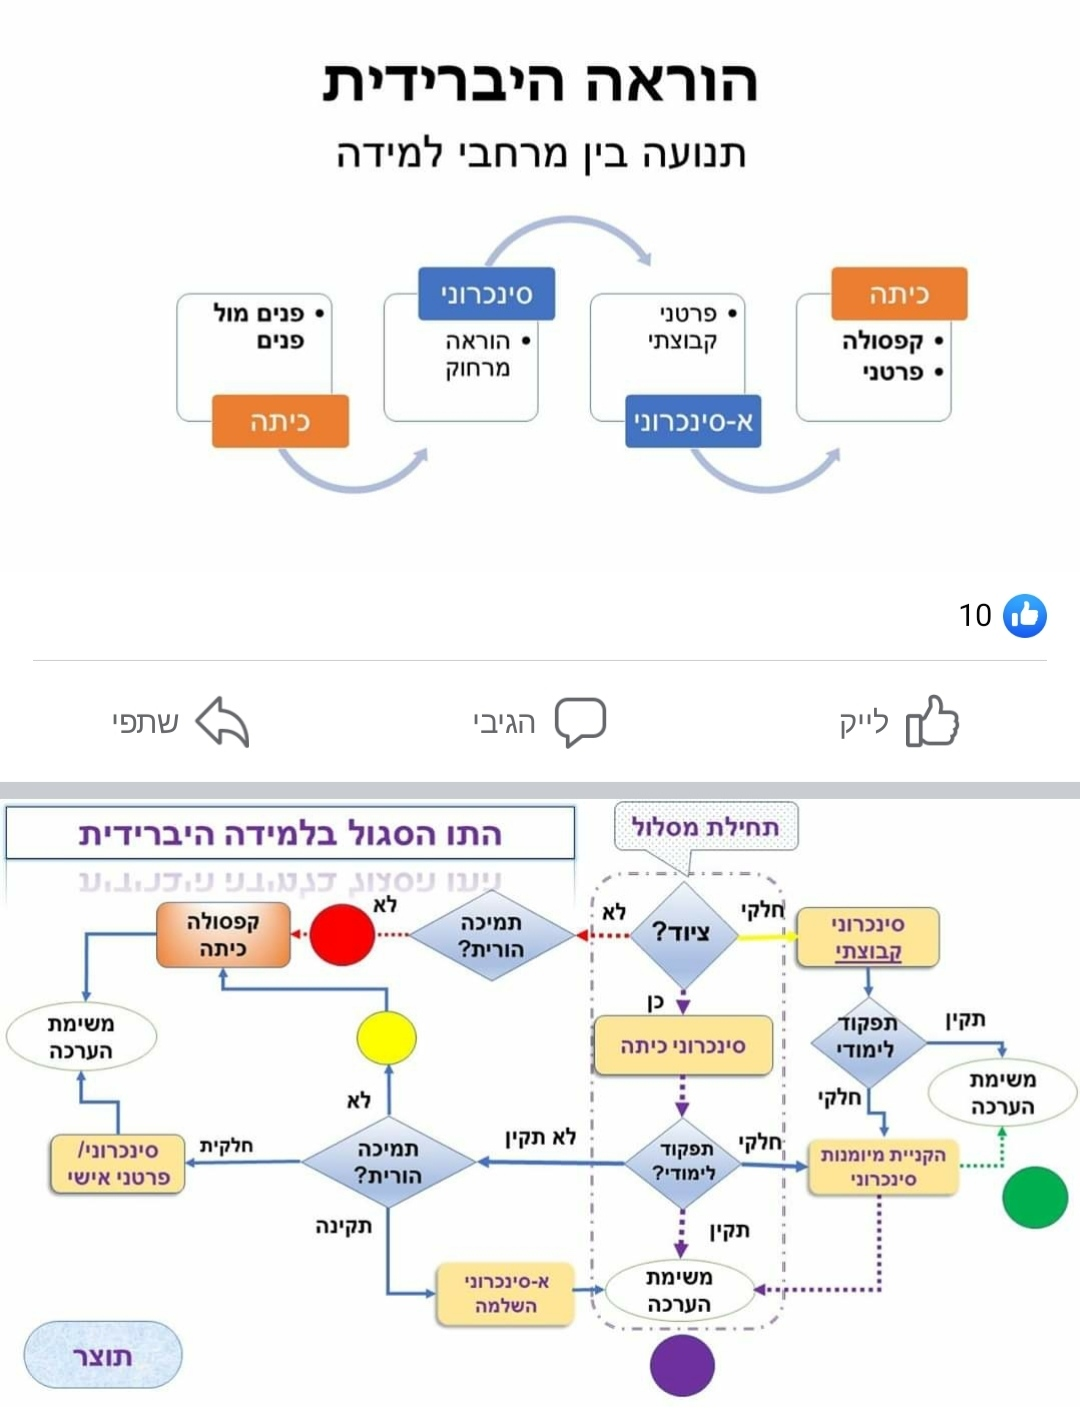 הוראה היברידית
תנועה בין מרחבי למידה
כיתה
• קפסולה
• פרטני
• פרטני
קבוצתי
א-סינכרוני
סינכרוני
• הוראה
מרחוק
• פנים מול
פנים
כיתה
10
לייק
הגיבי
שתפי
תחילת מסלול
התו הסגול בלמידה היברידית
ציוד?
חלקי
סינכרוני
קבוצתי
לא
תמיכה
הורית?
לא
קפסולה
כיתה
משימת
הערכה
כן
סינכרוני כיתה
תפקוד
לימודי
תקין
משימת
הערכה
חלקי
הקניית מיומנות
סינכרוני
תפקוד
לימודי?
חלקי
לא תקין
תמיכה
הורית?
לא
חלקית
סינכרוני/
פרטני אישי
תקינה
א-סינכרוני
השלמה
תקין
משימת
הערכה
תוצר